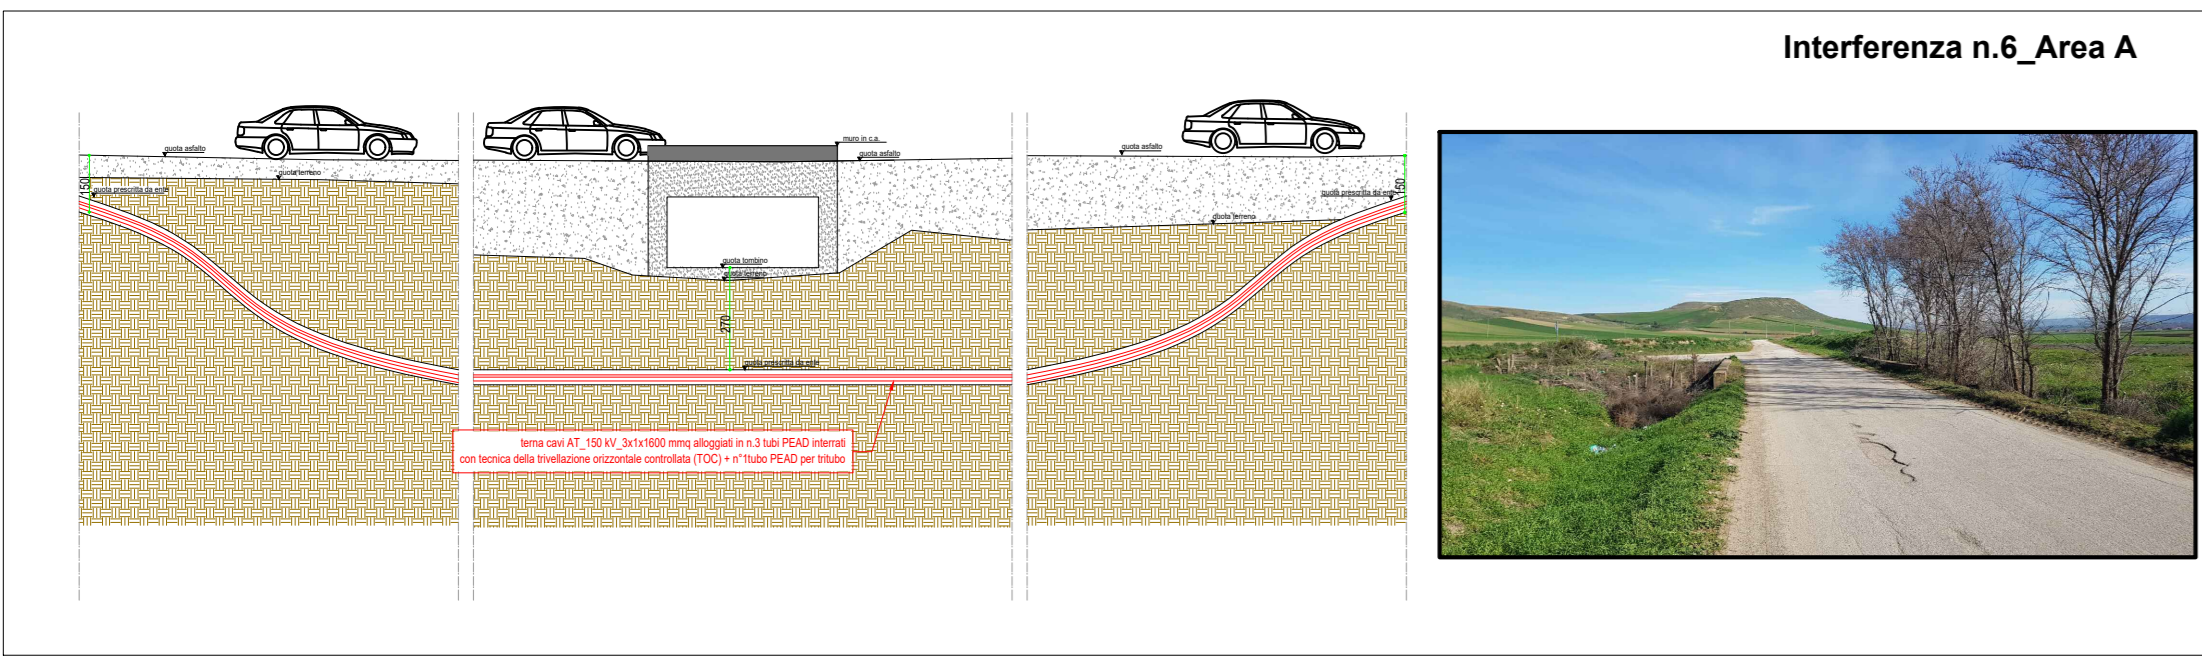 Interferenza n.6_Area A
quota asfalto
quota terreno
150
quota prescritta da ente
muro in c.a.
quota asfalto
quota tombino
quota terreno
270
quota prescritta da ente
terna cavi AT_150 kV_3x1x1600 mmq alloggiati in n.3 tubi PEAD interrati
con tecnica della trivellazione orizzontale controllata (TOC) + n°1tubo PEAD per tritubo
quota asfalto
quota prescritta da ente
150
quota terreno